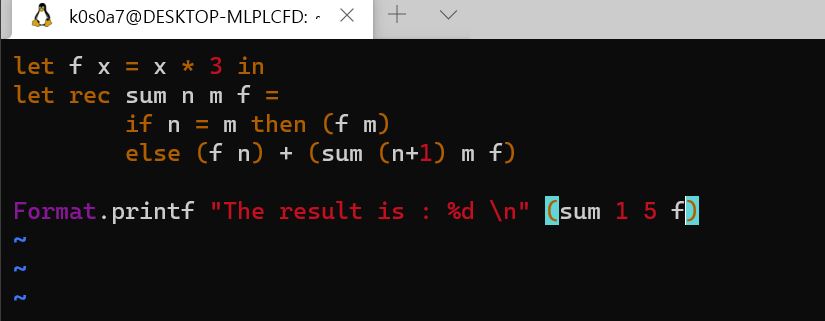 k0s0a7@DESKTOP-MLPLCFD: ~
let f x = x * 3 in
let rec sum n m f =
        if n = m then (f m)
        else (f n) + (sum (n+1) m f)

Format.printf "The result is : %d \n" (sum 1 5 f)
~
~
~